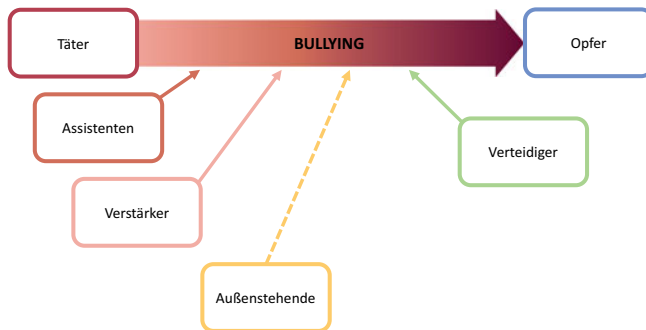 Täter
BULLYING
Opfer
Assistenten
Verteidiger
Verstärker
Außenstehende